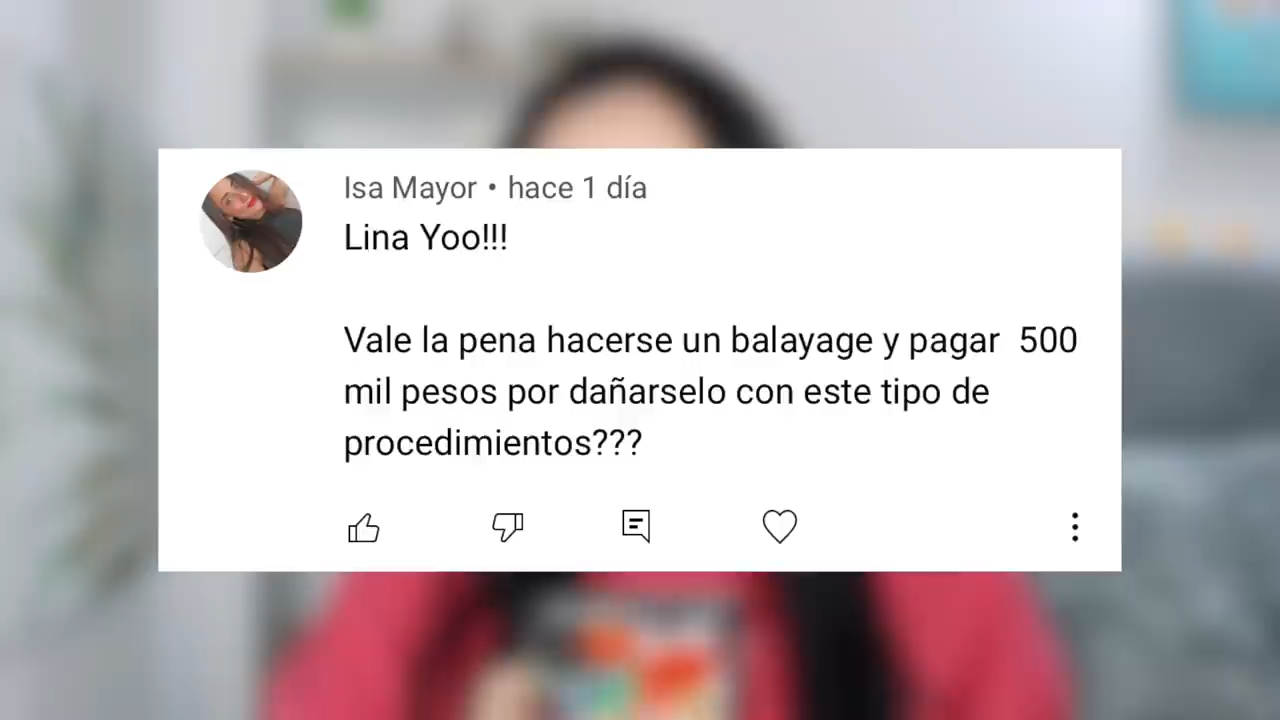 Isa Mayor • hace 1 día
Lina Yoo!!!
Vale la pena hacerse un balayage y pagar  500
mil pesos por dañarselo con este tipo de
procedimientos???